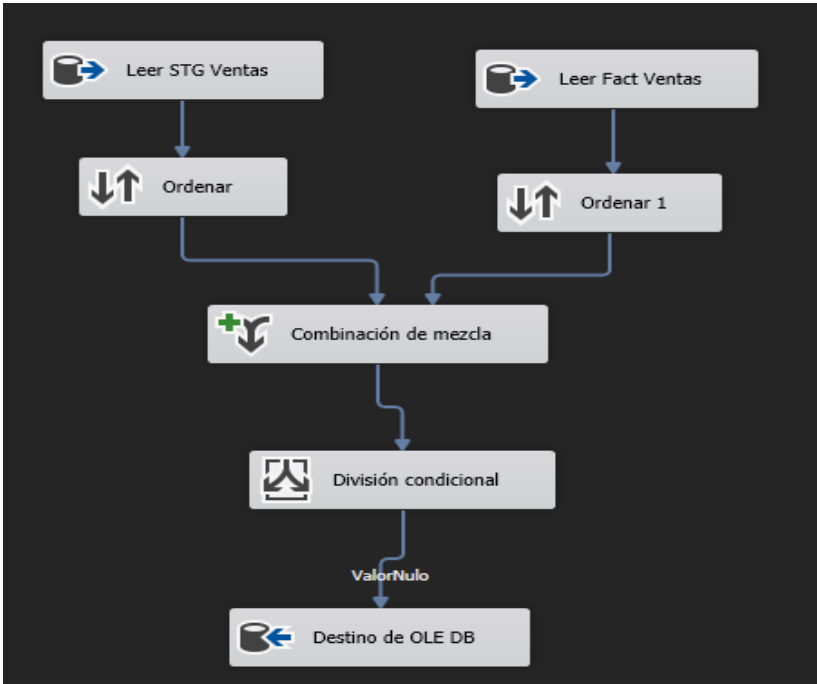 Leer STG Ventas
Leer Fact Ventas
Ordenar
Ordenar 1
Combinación de mezcla
División condicional
ValorNulo
Destino de OLE DB